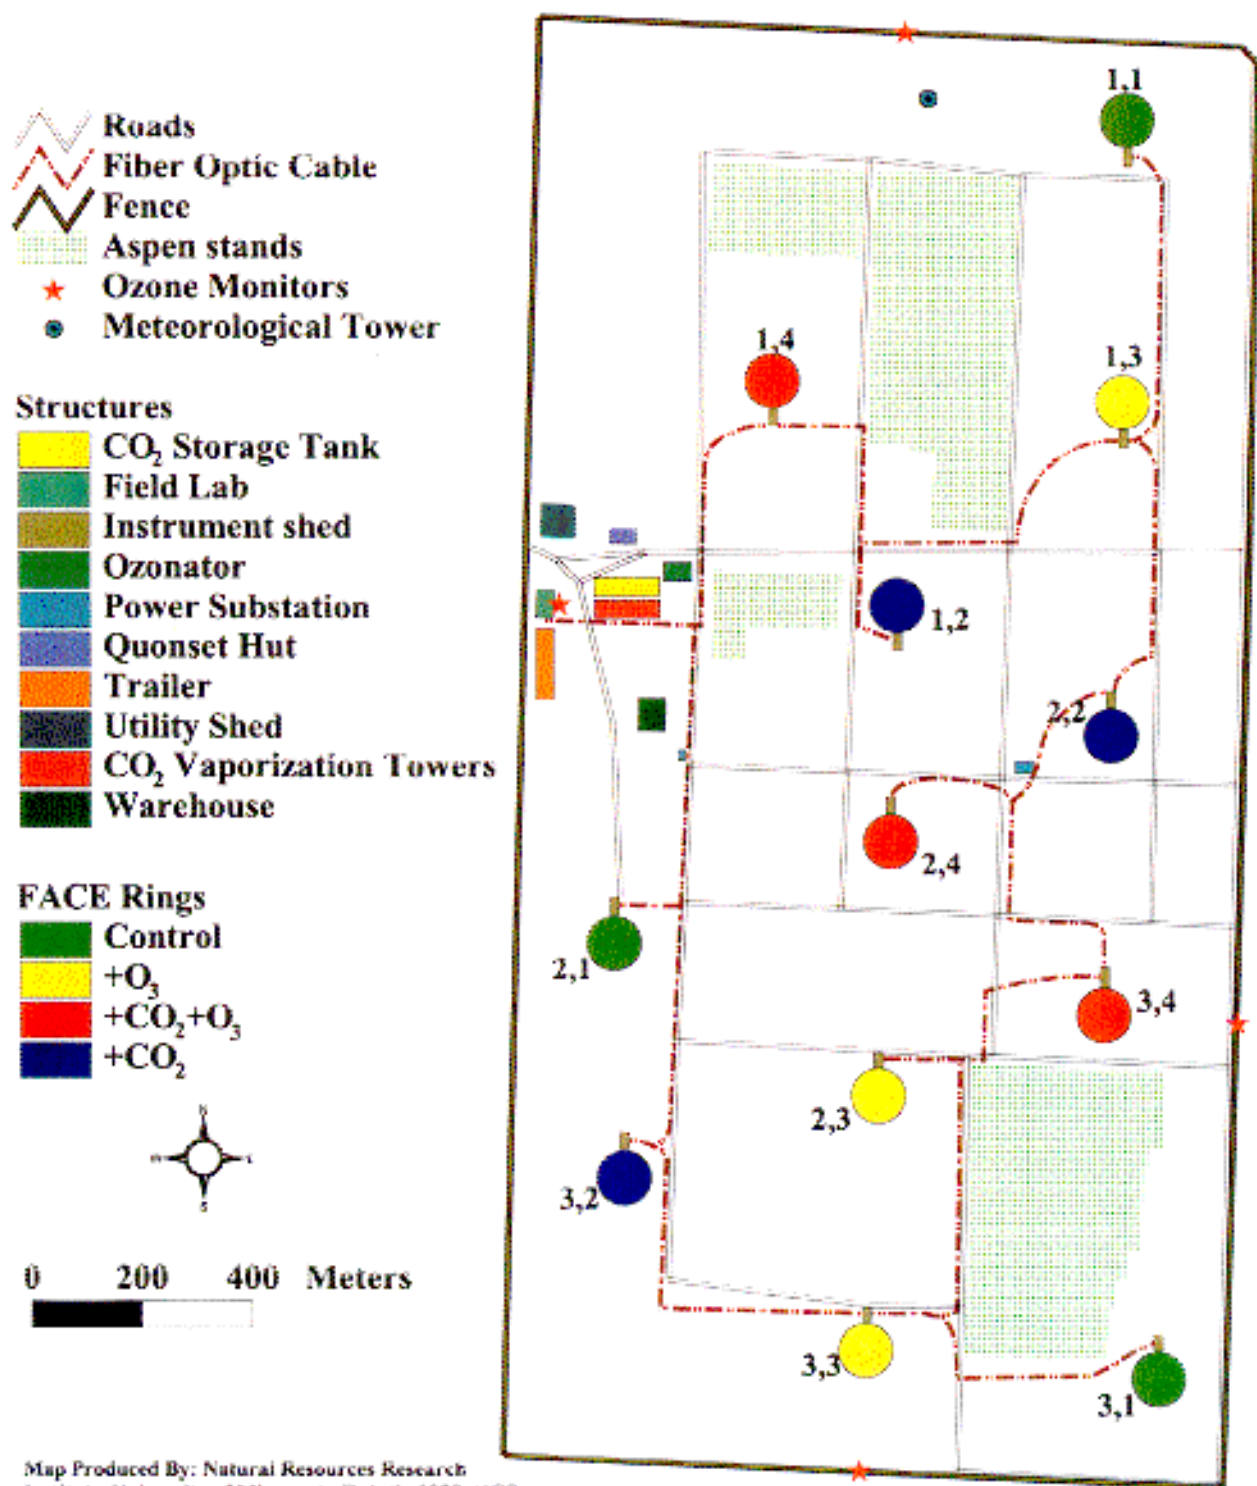 Roads
Fiber Optic Cable
Fence
Aspen stands
Ozone Monitors
Meteorological Tower
Structures
CO₂ Storage Tank
Field Lab
Instrument shed
Ozonator
Power Substation
Quonset Hut
Trailer
Utility Shed
CO₂ Vaporization Towers
Warehouse
FACE Rings
Control
+O₃
+CO₂+O₃
+CO₂
N
S
0 200 400 Meters
Map Produced By: Natural Resources Research
1,1
1,4
1,3
1,2
2,2
2,4
2,1
3,4
2,3
3,2
3,3
3,1